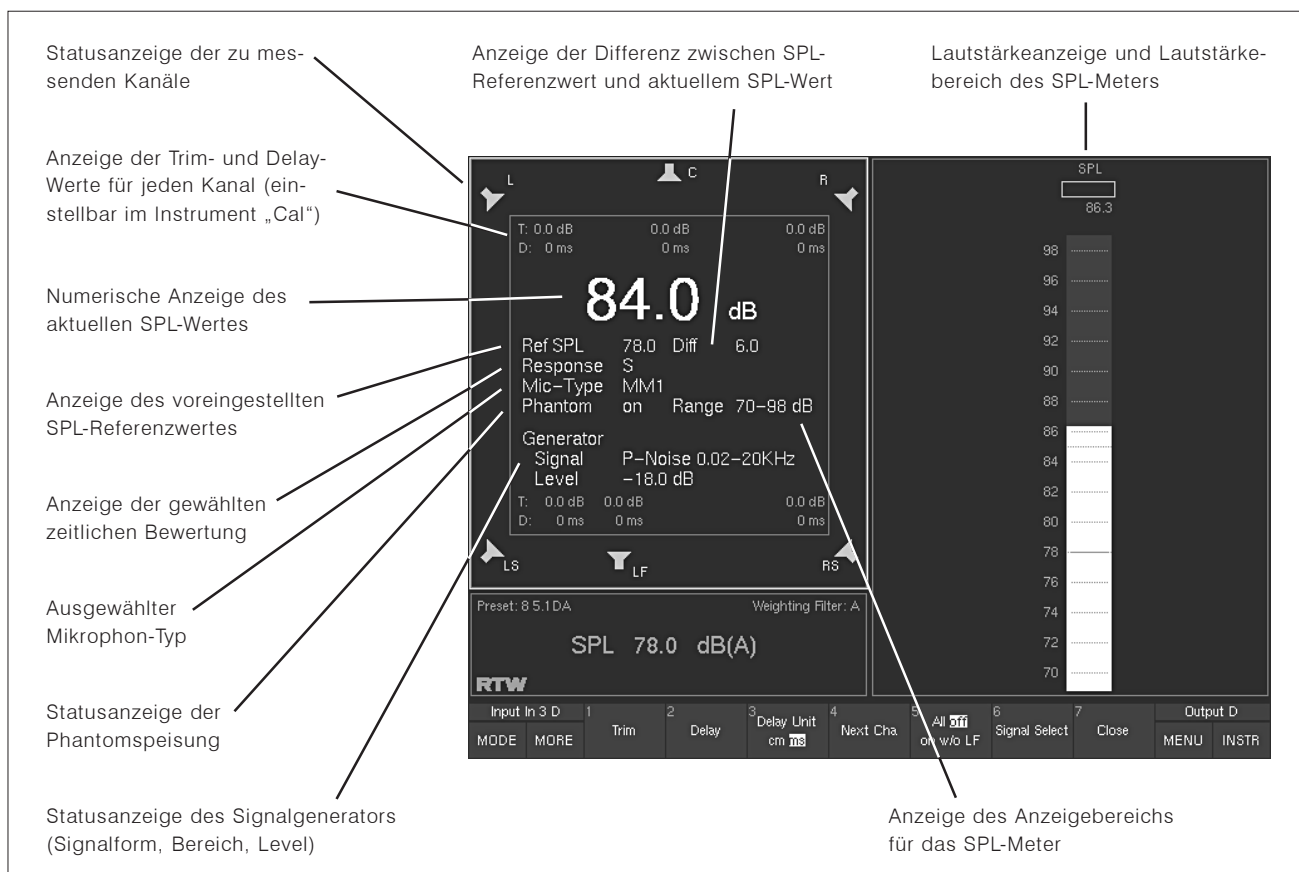 Statusanzeige der zu mes-
senden Kanäle
Anzeige der Differenz zwischen SPL-
Referenzwert und aktuellem SPL-Wert
Lautstärkeanzeige und Lautstärke-
bereich des SPL-Meters
Anzeige der Trim- und Delay-
Werte für jeden Kanal (ein-
stellbar im Instrument „Cal“)
Numerische Anzeige des
aktuellen SPL-Wertes
Anzeige des voreingestellten
SPL-Referenzwertes
Anzeige der gewählten
zeitlichen Bewertung
Ausgewählter
Mikrophon-Typ
Statusanzeige der
Phantomspeisung
Statusanzeige des Signalgenerators
(Signalform, Bereich, Level)
L C R
T: 0.0 dB 0.0 dB 0.0 dB
D: 0 ms 0 ms 0 ms
84.0 dB
Ref SPL 78.0 Diff 6.0
Response S
Mic-Type MM1
Phantom on Range 70-98 dB
Generator
Signal P-Noise 0.02-20KHz
Level -18.0 dB
T: 0.0 dB 0.0 dB 0.0 dB
D: 0 ms 0 ms 0 ms
LS LF RS
Preset: 8 5.1 DA Weighting Filter: A
SPL 78.0 dB(A)
RTW
SPL
86.3
98
96
94
92
90
88
86
84
82
80
78
76
74
72
70
Input In 3 D 1 2 3 4 5 6 7 Output D
MODE MORE Trim Delay Delay Unit cm ms Next Cha. All off on w/o LF Signal Select Close MENU INSTR
Anzeige des Anzeigebereichs
für das SPL-Meter